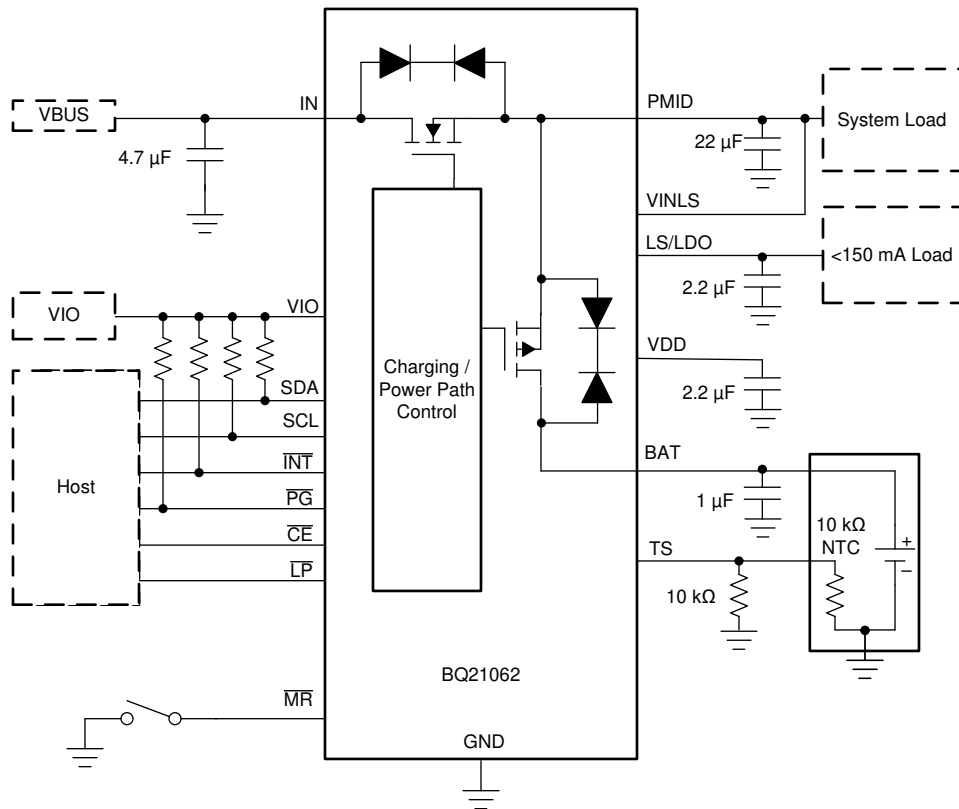 IN
PMID
VBUS
System Load
4.7 µF
22 µF
VINLS
LS/LDO
<150 mA Load
2.2 µF
VIO
VIO
VDD
Charging /
Power Path
Control
SDA
2.2 µF
SCL
BAT
INT
Host
PG
1 µF
10 kΩ
NTC
+
−
CE
TS
LP
10 kΩ
BQ21062
MR
GND